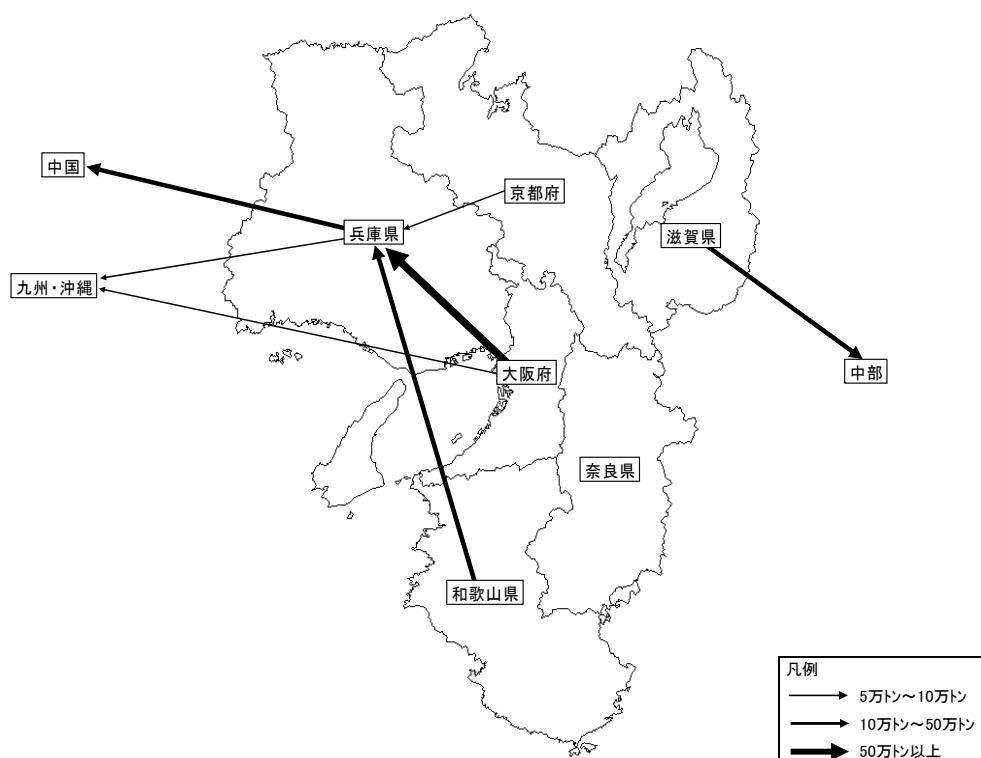 中国
京都府
兵庫県
滋賀県
九州・沖縄
大阪府
中部
奈良県
和歌山県
凡例
5万トン～10万トン
10万トン～50万トン
50万トン以上